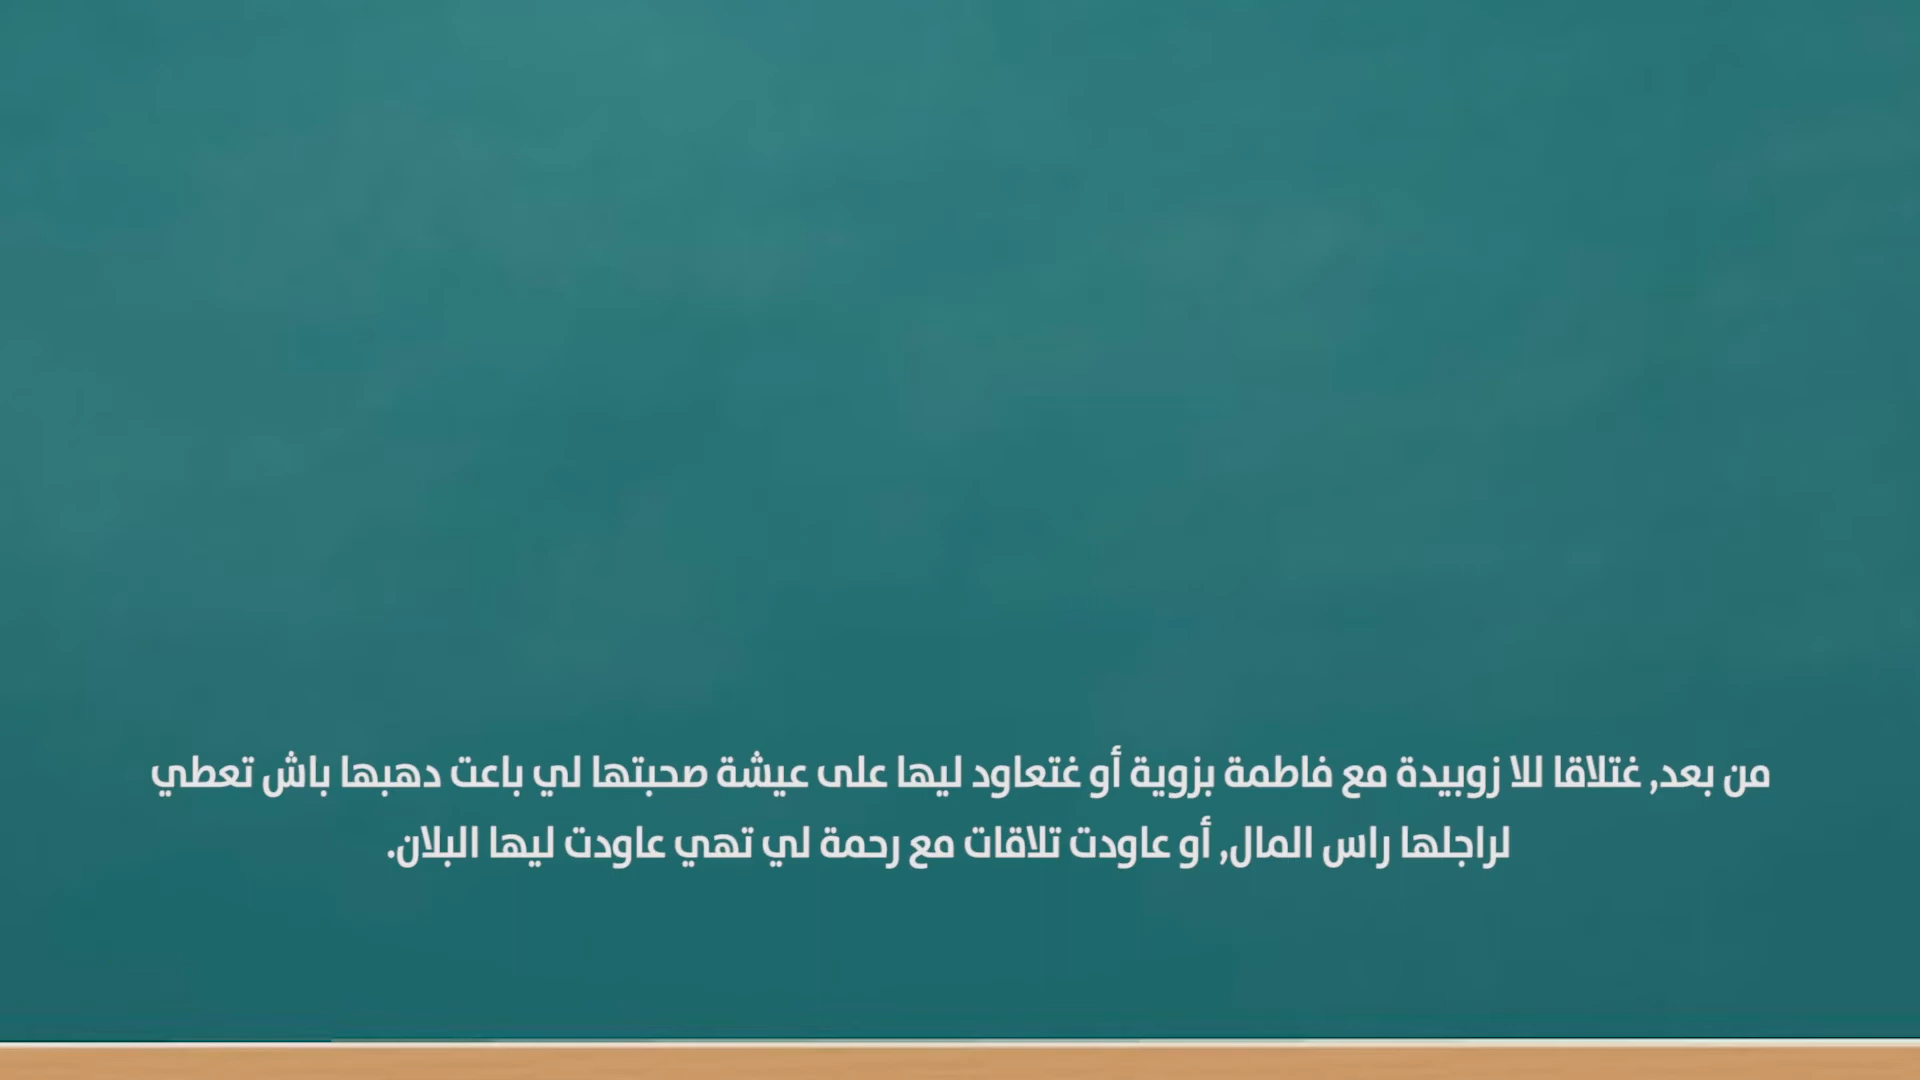 من بعد, غتلاقا للا زوبيدة مع فاطمة بزوية أو غتعاود ليها على عيشة صحبتها لي باعت دهبها باش تعطي
لراجلها راس المال, أو عاودت تلاقات مع رحمة لي تهي عاودت ليها البلان.